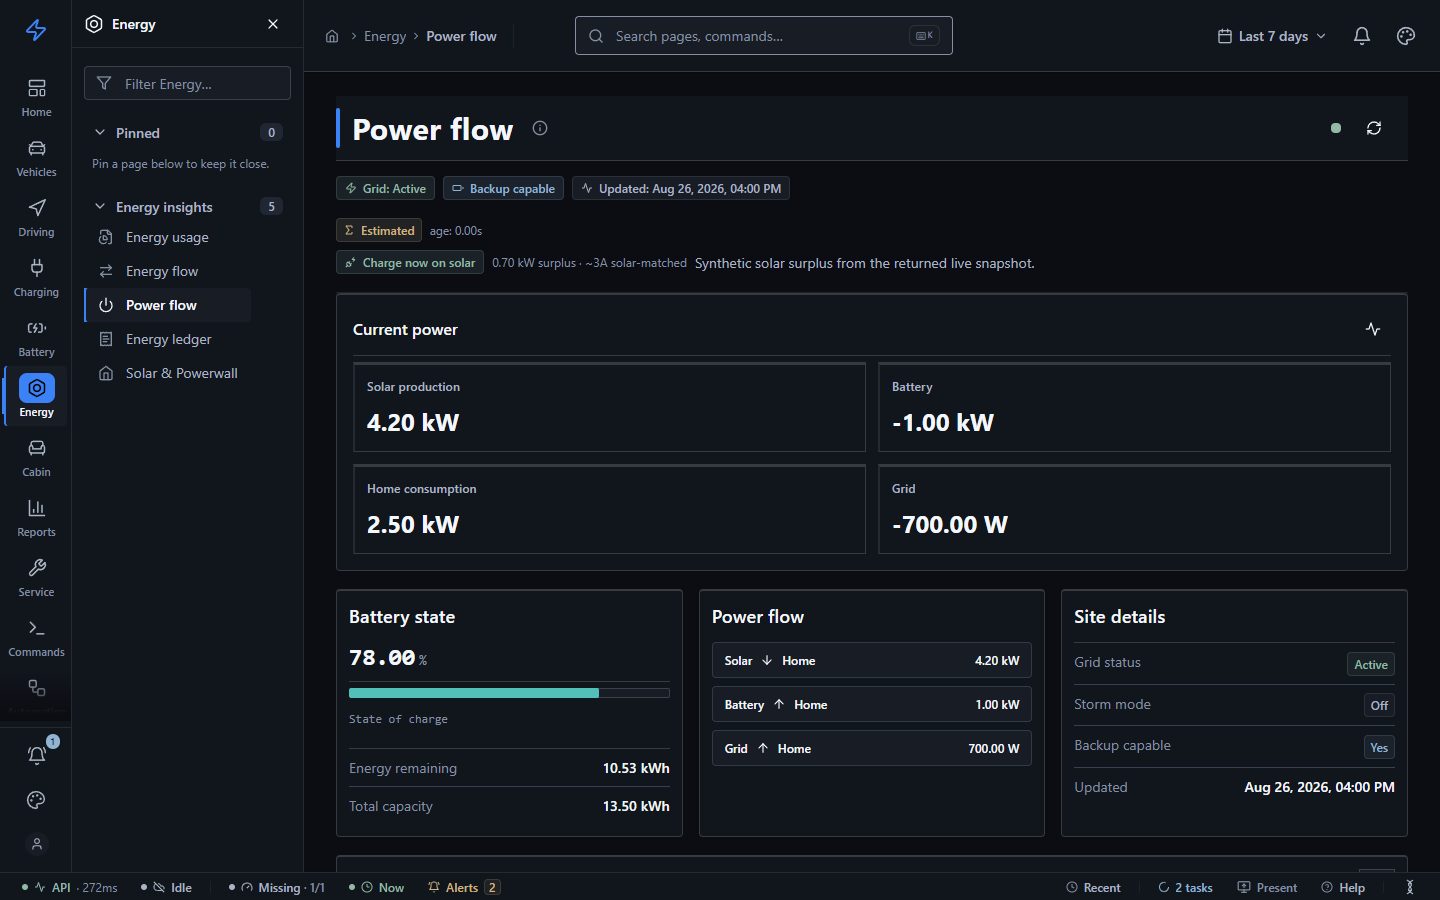 Energy
Energy
Power flow
Search pages, commands...
K
Last 7 days
Home
Vehicles
Driving
Charging
Battery
Energy
Cabin
Reports
Service
Commands
1
Filter Energy...
Pinned
0
Pin a page below to keep it close.
Energy insights
5
Energy usage
Energy flow
Power flow
Energy ledger
Solar & Powerwall
Power flow
Grid: Active
Backup capable
Updated: Aug 26, 2026, 04:00 PM
Estimated
age: 0.00s
Charge now on solar
0.70 kW surplus · ~3A solar-matched
Synthetic solar surplus from the returned live snapshot.
Current power
Solar production
4.20 kW
Battery
-1.00 kW
Home consumption
2.50 kW
Grid
-700.00 W
Battery state
78.00 %
State of charge
Energy remaining
10.53 kWh
Total capacity
13.50 kWh
Power flow
Solar ↓ Home
4.20 kW
Battery ↑ Home
1.00 kW
Grid ↑ Home
700.00 W
Site details
Grid status
Active
Storm mode
Off
Backup capable
Yes
Updated
Aug 26, 2026, 04:00 PM
API · 272ms
Idle
Missing · 1/1
Now
Alerts
2
Recent
2 tasks
Present
Help